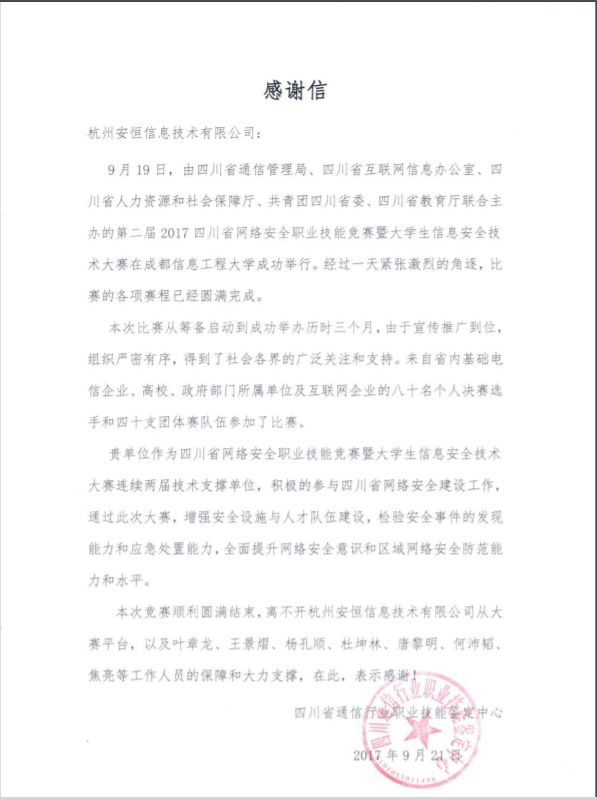 感谢信
杭州安恒信息技术有限公司：
9月19日，由四川省通信管理局、四川省互联网信息办公室、四
川省人力资源和社会保障厅、共青团四川省委、四川省教育厅联合主
办的第二届2017四川省网络安全职业技能竞赛暨大学生信息安全技
术大赛在成都信息工程大学成功举行。经过一天紧张激烈的角逐，比
赛的各项赛程已经圆满完成。
本次比赛从筹备启动到成功举办历时三个月，由于宣传推广到位，
组织严密有序，得到了社会各界的广泛关注和支持。来自省内基础电
信企业、高校、政府部门所属单位及互联网企业的八十名个人决赛选
手和四十支团体赛队伍参加了比赛。
贵单位作为四川省网络安全职业技能竞赛暨大学生信息安全技术
大赛连续两届技术支撑单位，积极的参与四川省网络安全建设工作，
通过此次大赛，增强安全设施与人才队伍建设，检验安全事件的发现
能力和应急处置能力，全面提升网络安全意识和区域网络安全防范能
力和水平。
本次竞赛顺利圆满结束，离不开杭州安恒信息技术有限公司从大
赛平台，以及叶章龙、王景熠、杨孔顺、杜坤林、唐黎明、何沛韬、
焦亮等工作人员的保障和大力支撑，在此，表示感谢！
四川省通信行业职业技能鉴定中心
2017年9月21日
四川省通信行业职业技能鉴定中心